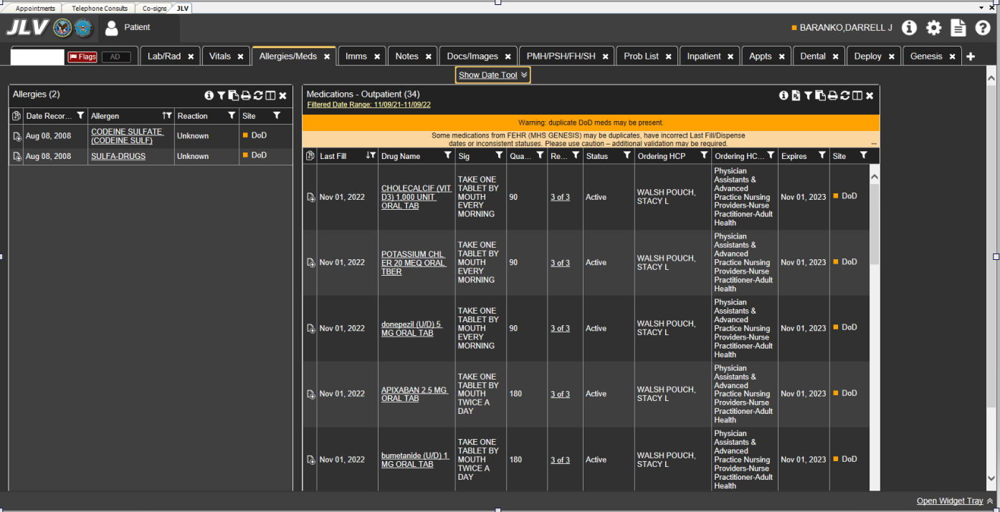 Appointments Telephone Consults Co-signs JLV
JLV Patient BARANKO,DARRELL J
Flags AD Lab/Rad Vitals Allergies/Meds Imms Notes Docs/Images PMH/PSH/FH/SH Prob List Inpatient Appts Dental Deploy Genesis
Show Date Tool
Allergies (2)
Date Recor... Allergen Reaction Site
Aug 08, 2008 CODEINE SULFATE (CODEINE SULF) Unknown DoD
Aug 08, 2008 SULFA-DRUGS Unknown DoD
Medications - Outpatient (34)
Filtered Date Range: 11/09/21-11/09/22
Warning: duplicate DoD meds may be present.
Some medications from FEHR (MHS GENESIS) may be duplicates, have incorrect Last Fill/Dispense
dates or inconsistent statuses. Please use caution – additional validation may be required.
...
Last Fill Drug Name Sig Qua... Re... Status Ordering HCP Ordering HC... Expires Site
Nov 01, 2022 CHOLECALCIF (VIT D3) 1,000 UNIT ORAL TAB TAKE ONE TABLET BY MOUTH EVERY MORNING 90 3 of 3 Active WALSH POUCH, STACY L Physician Assistants & Advanced Practice Nursing Providers-Nurse Practitioner-Adult Health Nov 01, 2023 DoD
Nov 01, 2022 POTASSIUM CHL ER 20 MEQ ORAL TBER TAKE ONE TABLET BY MOUTH EVERY MORNING 90 3 of 3 Active WALSH POUCH, STACY L Physician Assistants & Advanced Practice Nursing Providers-Nurse Practitioner-Adult Health Nov 01, 2023 DoD
Nov 01, 2022 donepezil (U/D) 5 MG ORAL TAB TAKE ONE TABLET BY MOUTH EVERY MORNING 90 3 of 3 Active WALSH POUCH, STACY L Physician Assistants & Advanced Practice Nursing Providers-Nurse Practitioner-Adult Health Nov 01, 2023 DoD
Nov 01, 2022 APIXABAN 2.5 MG ORAL TAB TAKE ONE TABLET BY MOUTH TWICE A DAY 180 3 of 3 Active WALSH POUCH, STACY L Physician Assistants & Advanced Practice Nursing Providers-Nurse Practitioner-Adult Health Nov 01, 2023 DoD
Nov 01, 2022 bumetanide (U/D) 1 MG ORAL TAB TAKE ONE TABLET BY MOUTH TWICE A DAY 180 3 of 3 Active WALSH POUCH, STACY L Physician Assistants & Advanced Practice Nursing Providers-Nurse Practitioner-Adult Health Nov 01, 2023 DoD
Open Widget Tray